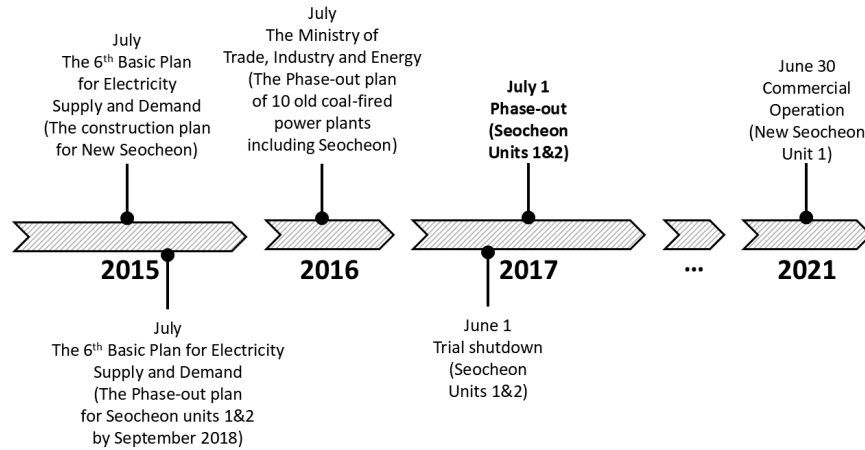 July
The 6th Basic Plan
for Electricity
Supply and Demand
(The construction plan
for New Seocheon)
July
The Ministry of
Trade, Industry and Energy
(The Phase-out plan
of 10 old coal-fired
power plants
including Seocheon)
July 1
Phase-out
(Seocheon
Units 1&2)
June 30
Commercial
Operation
(New Seocheon
Unit 1)
2015
2016
2017
...
2021
July
The 6th Basic Plan for Electricity
Supply and Demand
(The Phase-out plan
for Seocheon units 1&2
by September 2018)
June 1
Trial shutdown
(Seocheon
Units 1&2)